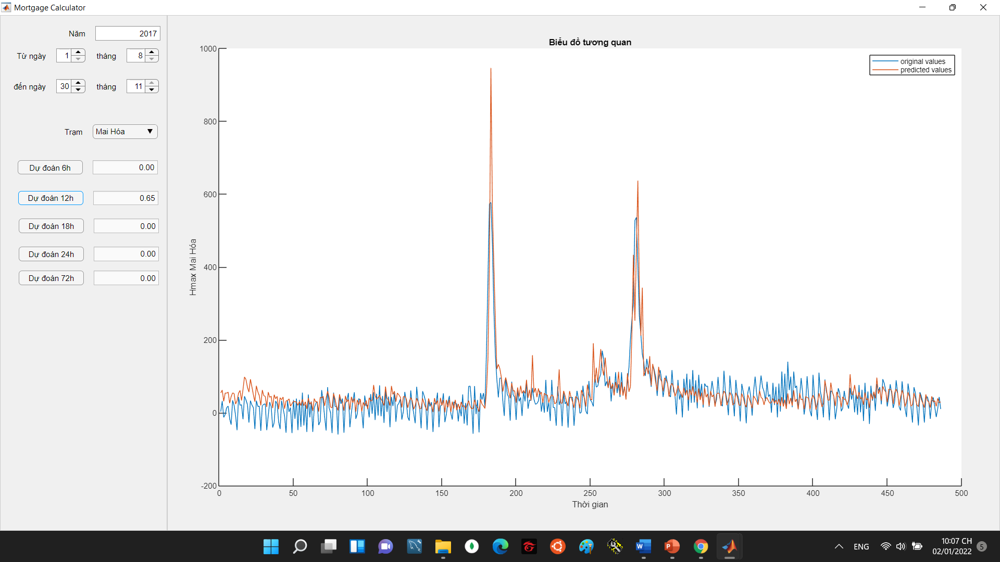 Mortgage Calculator
Năm 2017
Từ ngày 1 tháng 8
đến ngày 30 tháng 11
Trạm Mai Hóa
Dự đoán 6h 0.00
Dự đoán 12h 0.65
Dự đoán 18h 0.00
Dự đoán 24h 0.00
Dự đoán 72h 0.00
Biểu đồ tương quan
original values
predicted values
1000
800
600
400
200
0
-200
Hmax Mai Hóa
0 50 100 150 200 250 300 350 400 450 500
Thời gian
ENG
10:07 CH
02/01/2022
5